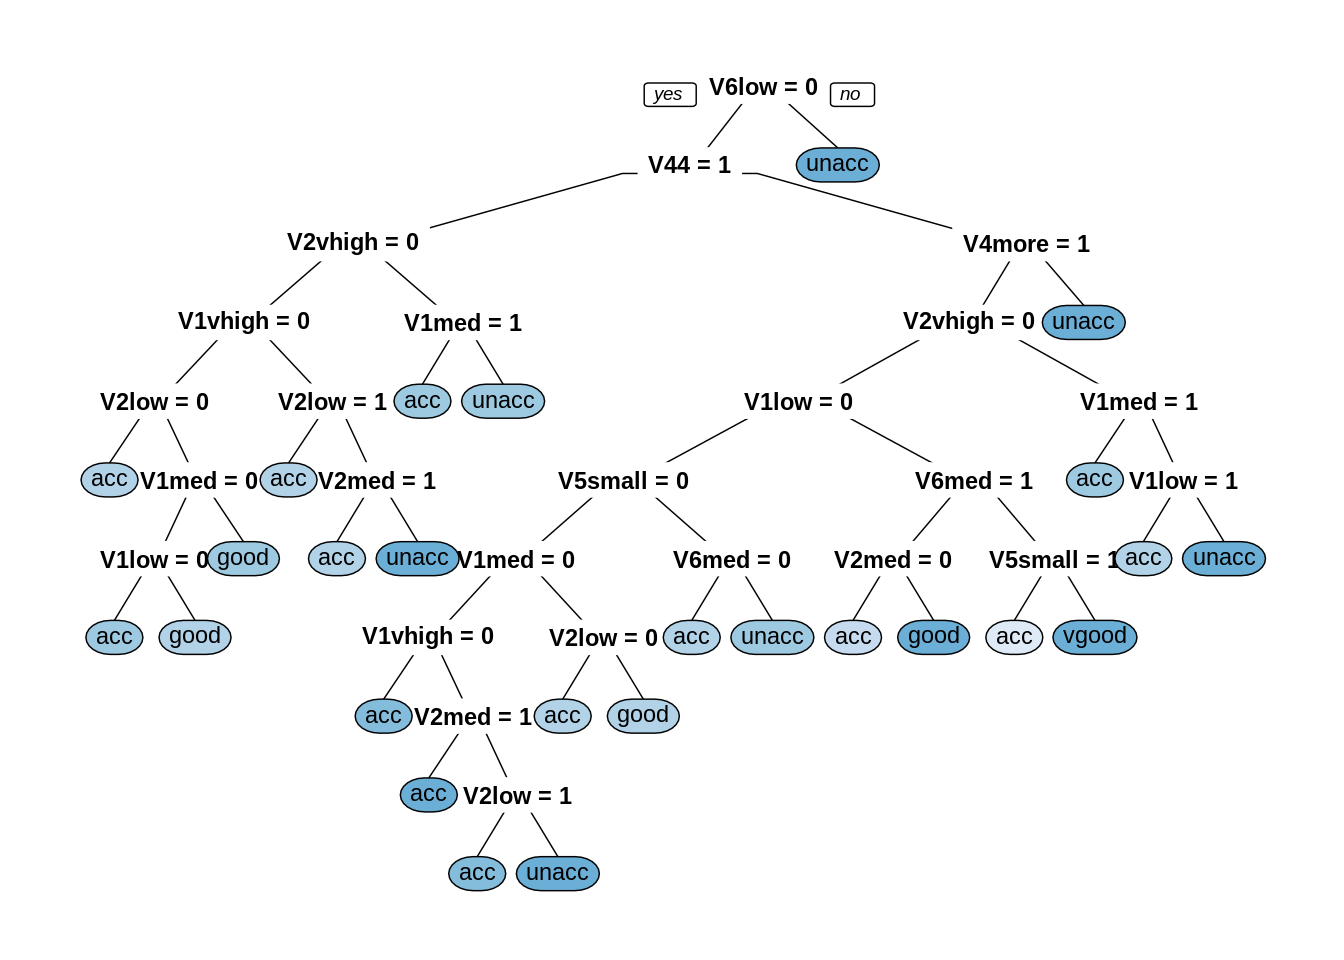 yes V6low = 0 no
V44 = 1 unacc
V2vhigh = 0 V4more = 1
V1vhigh = 0 V1med = 1 V2vhigh = 0 unacc
V2low = 0 V2low = 1 acc unacc V1low = 0 V1med = 1
acc V1med = 0 acc V2med = 1 V5small = 0 V6med = 1 acc V1low = 1
V1low = 0 good acc unacc V1med = 0 V6med = 0 V2med = 0 V5small = 1 acc unacc
acc good V1vhigh = 0 V2low = 0 acc unacc acc good acc vgood
acc V2med = 1 acc good
acc V2low = 1
acc unacc